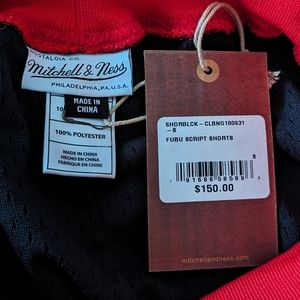 NOSTALGIA CO.
Mitchell & Ness
PHILADELPHIA, PA. U.S.A.
MADE IN
CHINA
100% POLYESTER
MADE IN CHINA
HECHO EN CHINA
FABRIQUE EN CHINE
SHORBLCK-CLBNG180931
-S
FUBU SCRIPT SHORTS
S
$150.00
mitchellandness.com